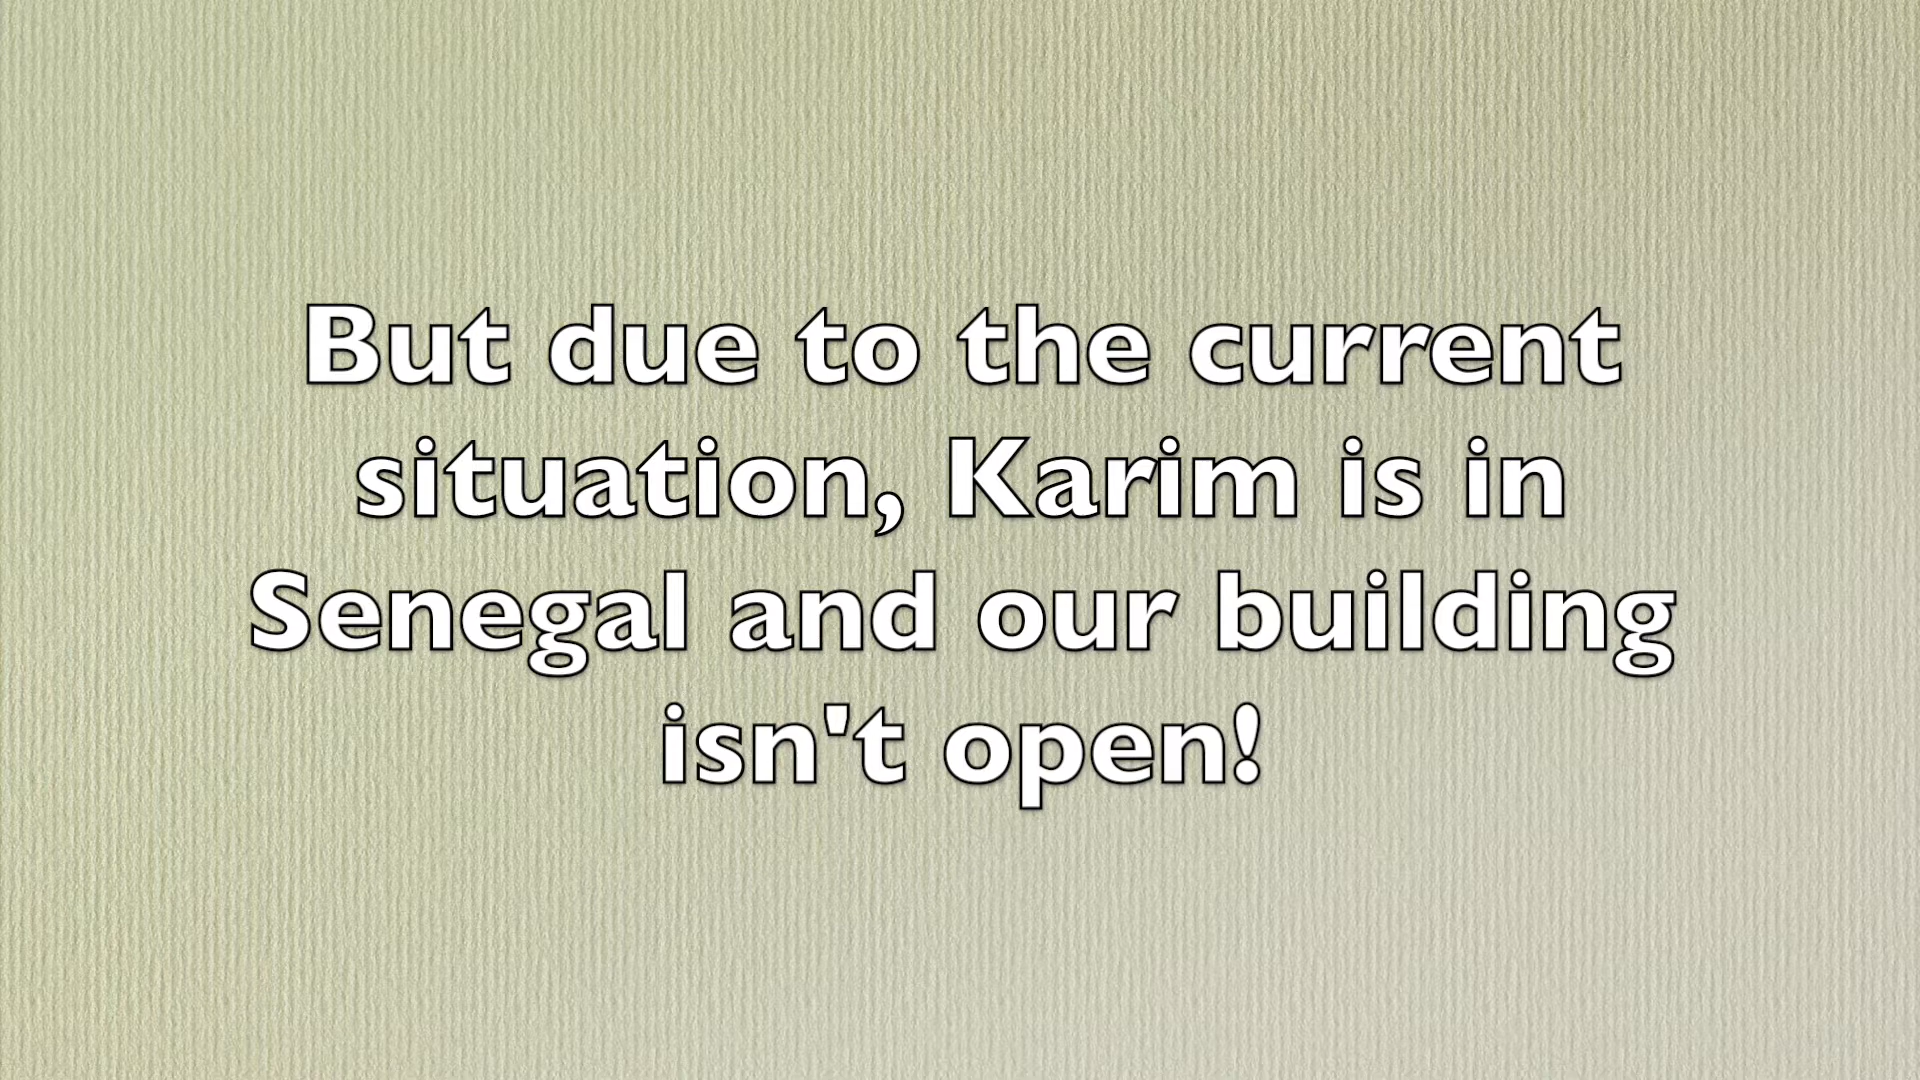 But due to the current
situation, Karim is in
Senegal and our building
isn't open!